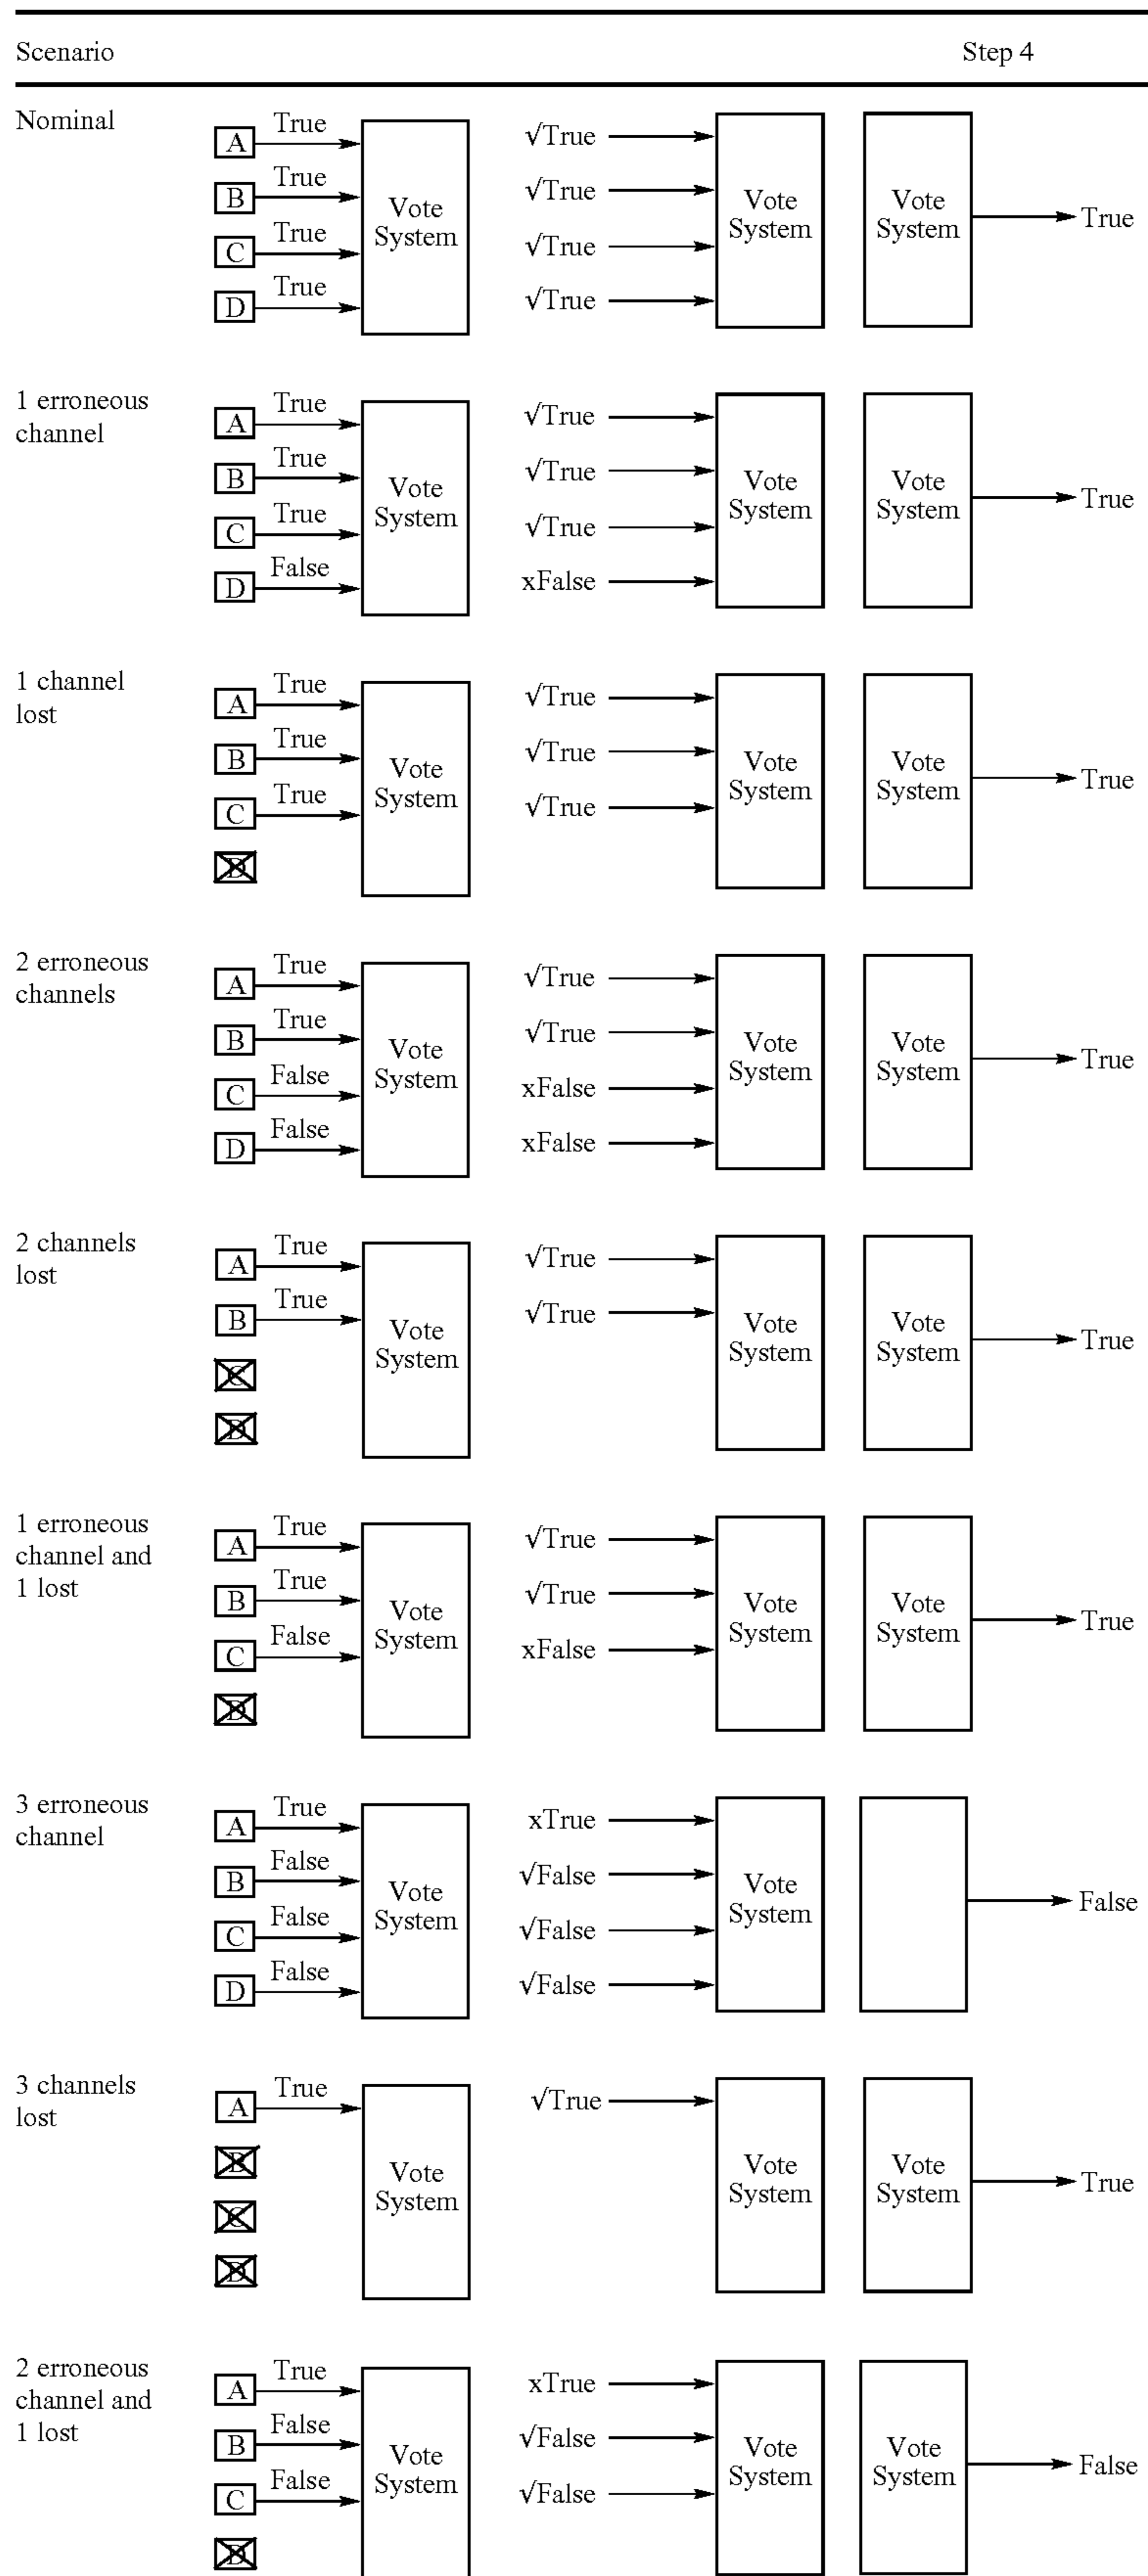 Scenario Step 4
Nominal
A True
B True
C True
D True
Vote
System
√True
√True
√True
√True
Vote
System
Vote
System
True
1 erroneous
channel
A True
B True
C True
D False
Vote
System
√True
√True
√True
xFalse
Vote
System
Vote
System
True
1 channel
lost
A True
B True
C True
D
Vote
System
√True
√True
√True
Vote
System
Vote
System
True
2 erroneous
channels
A True
B True
C False
D False
Vote
System
√True
√True
xFalse
xFalse
Vote
System
Vote
System
True
2 channels
lost
A True
B True
C
D
Vote
System
√True
√True
Vote
System
Vote
System
True
1 erroneous
channel and
1 lost
A True
B True
C False
D
Vote
System
√True
√True
xFalse
Vote
System
Vote
System
True
3 erroneous
channel
A True
B False
C False
D False
Vote
System
xTrue
√False
√False
√False
Vote
System
False
3 channels
lost
A True
B
C
D
Vote
System
√True
Vote
System
Vote
System
True
2 erroneous
channel and
1 lost
A True
B False
C False
D
Vote
System
xTrue
√False
√False
Vote
System
Vote
System
False